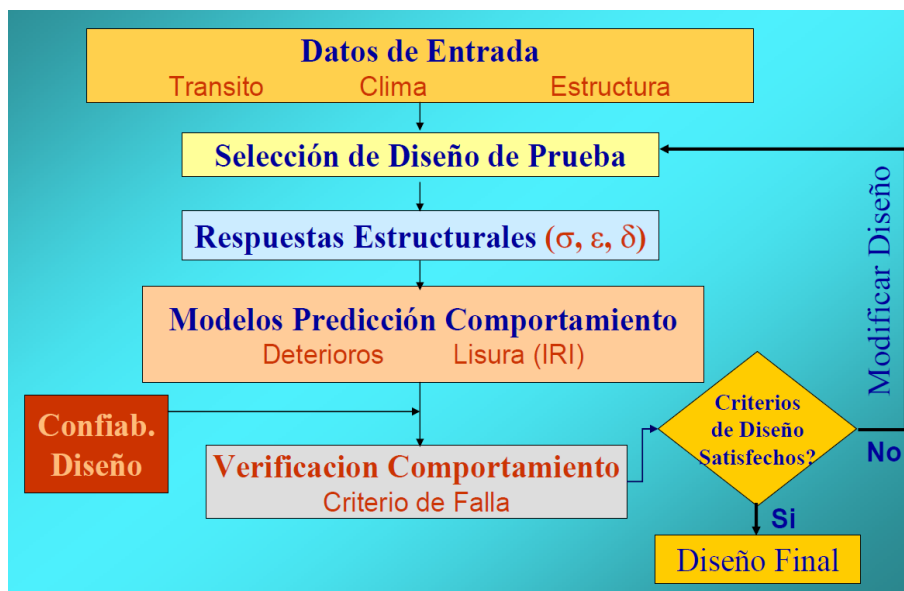 Datos de Entrada
Transito Clima Estructura
Selección de Diseño de Prueba
Respuestas Estructurales (σ, ε, δ)
Modelos Predicción Comportamiento
Deterioros Lisura (IRI)
Confiab.
Diseño
Verificacion Comportamiento
Criterio de Falla
Criterios
de Diseño
Satisfechos?
No
Modificar Diseño
Si
Diseño Final